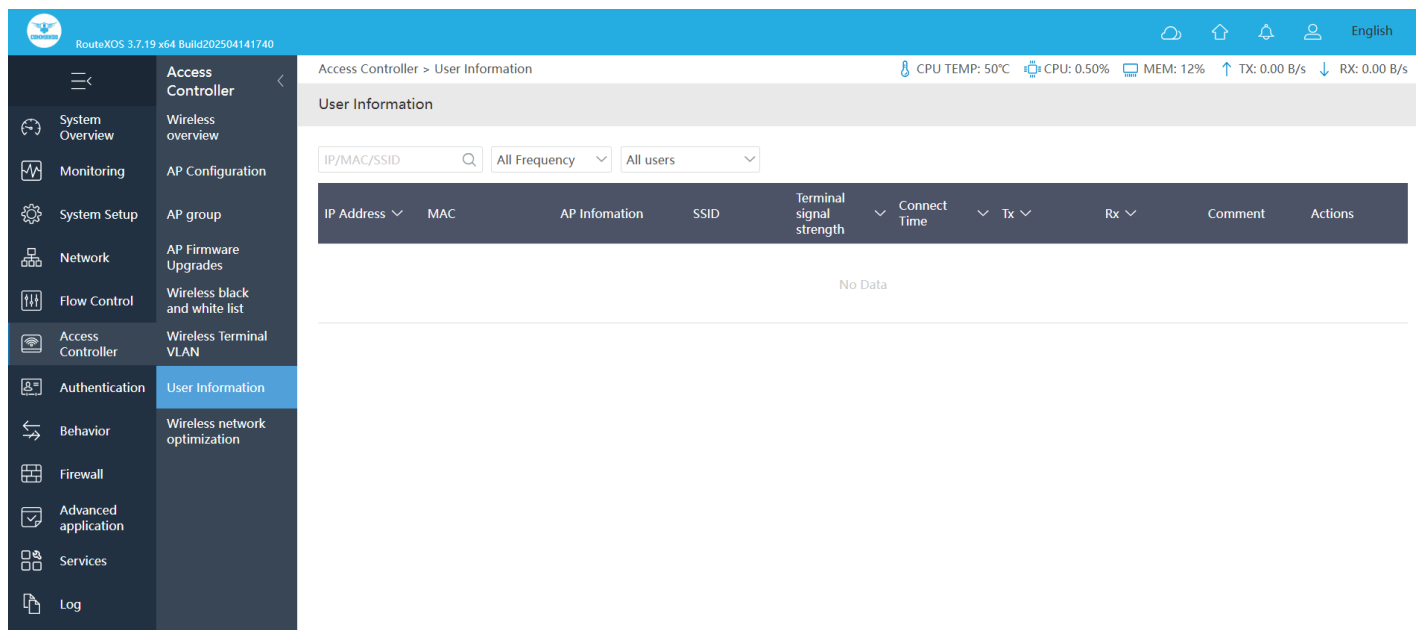 RouteXOS 3.7.19 x64 Build202504141740
English
Access Controller > User Information
CPU TEMP: 50℃
CPU: 0.50%
MEM: 12%
TX: 0.00 B/s
RX: 0.00 B/s
User Information
System
Overview
Monitoring
System Setup
Network
Flow Control
Access
Controller
Authentication
Behavior
Firewall
Advanced
application
Services
Log
Access
Controller
Wireless
overview
AP Configuration
AP group
AP Firmware
Upgrades
Wireless black
and white list
Wireless Terminal
VLAN
User Information
Wireless network
optimization
IP/MAC/SSID
All Frequency
All users
IP Address
MAC
AP Infomation
SSID
Terminal
signal
strength
Connect
Time
Tx
Rx
Comment
Actions
No Data